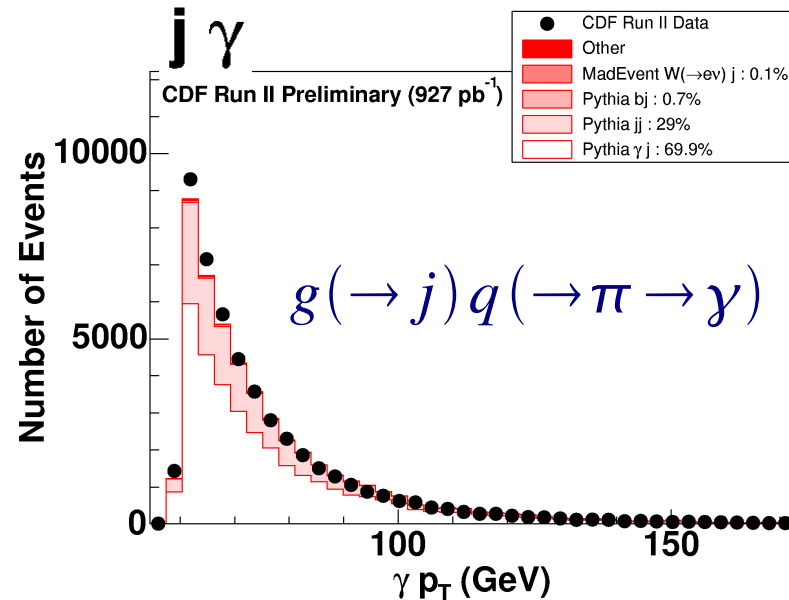 j γ
CDF Run II Preliminary (927 pb⁻¹)
CDF Run II Data
Other
MadEvent W(→eν) j : 0.1%
Pythia bj : 0.7%
Pythia jj : 29%
Pythia γ j : 69.9%
g(→j)q(→π→γ)
Number of Events
10000
5000
0
100
150
γ p_T (GeV)